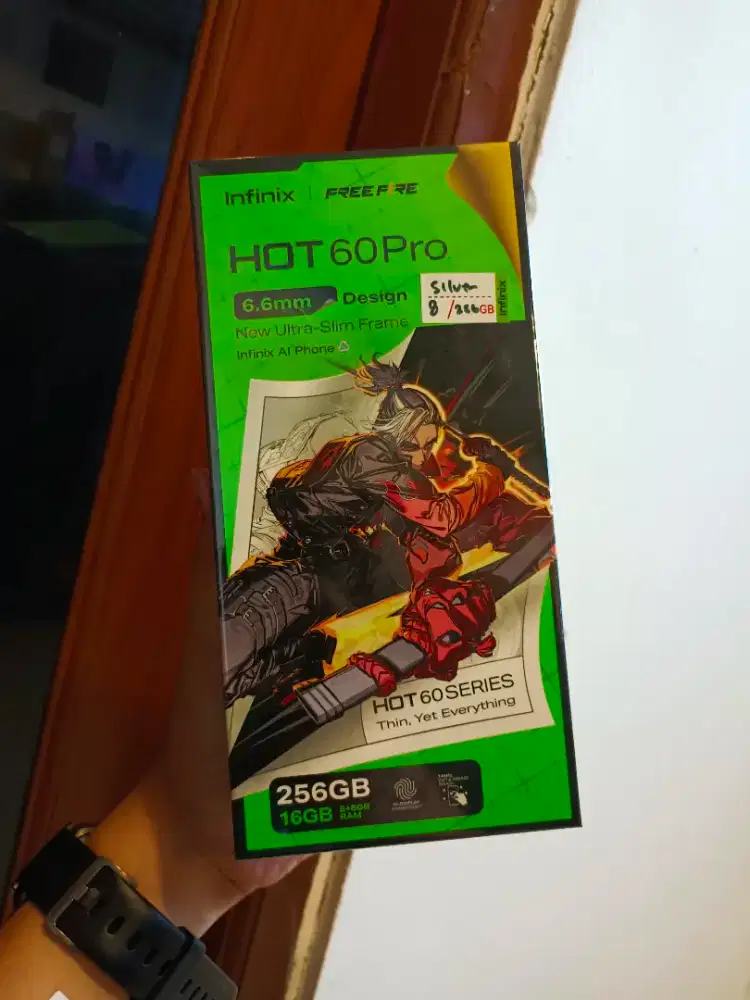 Infinix | FREE FIRE
HOT 60 Pro
6.6mm Design
New Ultra-Slim Frame
Infinix AI Phone
Silver
8/256GB
Infinix
HOT 60 SERIES
Thin, Yet Everything
256GB
16GB 8+8GB
RAM